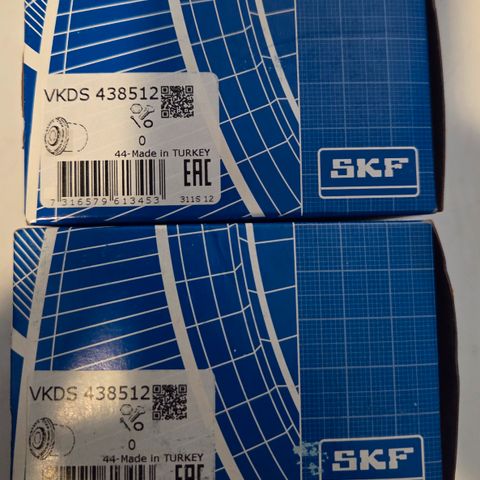 VKDS 438512
0
44-Made in TURKEY
EAC
7 316579 613453
311S 12
SKF
VKDS 438512
0
44-Made in TURKEY
EAC
SKF